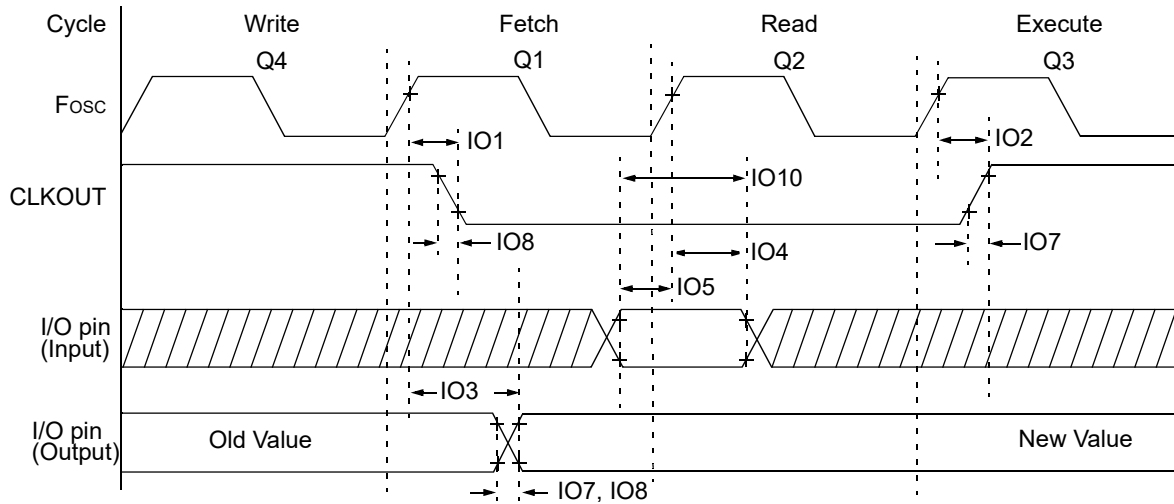 Cycle Write Fetch Read Execute
Q4 Q1 Q2 Q3
FOSC
IO1 IO2
CLKOUT
IO10
IO8 IO4 IO7
IO5
I/O pin
(Input)
IO3
I/O pin
(Output)
Old Value New Value
IO7, IO8